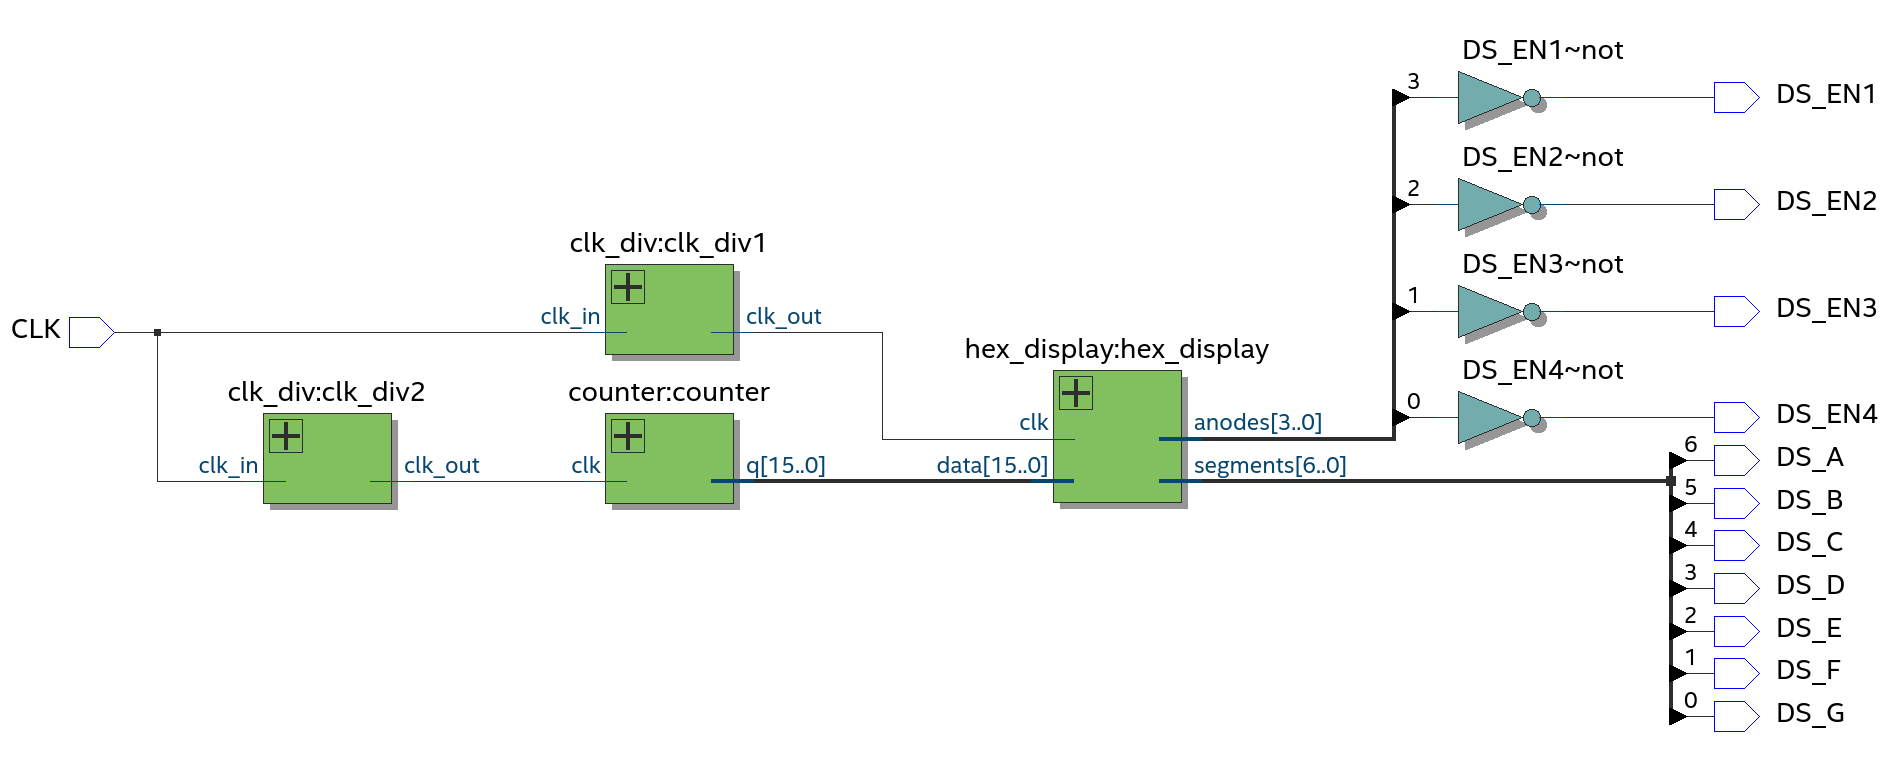 DS_EN1~not
3
DS_EN1
DS_EN2~not
2
DS_EN2
clk_div:clk_div1
DS_EN3~not
1
DS_EN3
CLK
clk_in
clk_out
hex_display:hex_display
DS_EN4~not
clk_div:clk_div2
counter:counter
0
DS_EN4
clk
anodes[3..0]
6
DS_A
clk_in
clk_out
clk
q[15..0]
data[15..0]
segments[6..0]
5
DS_B
4
DS_C
3
DS_D
2
DS_E
1
DS_F
0
DS_G